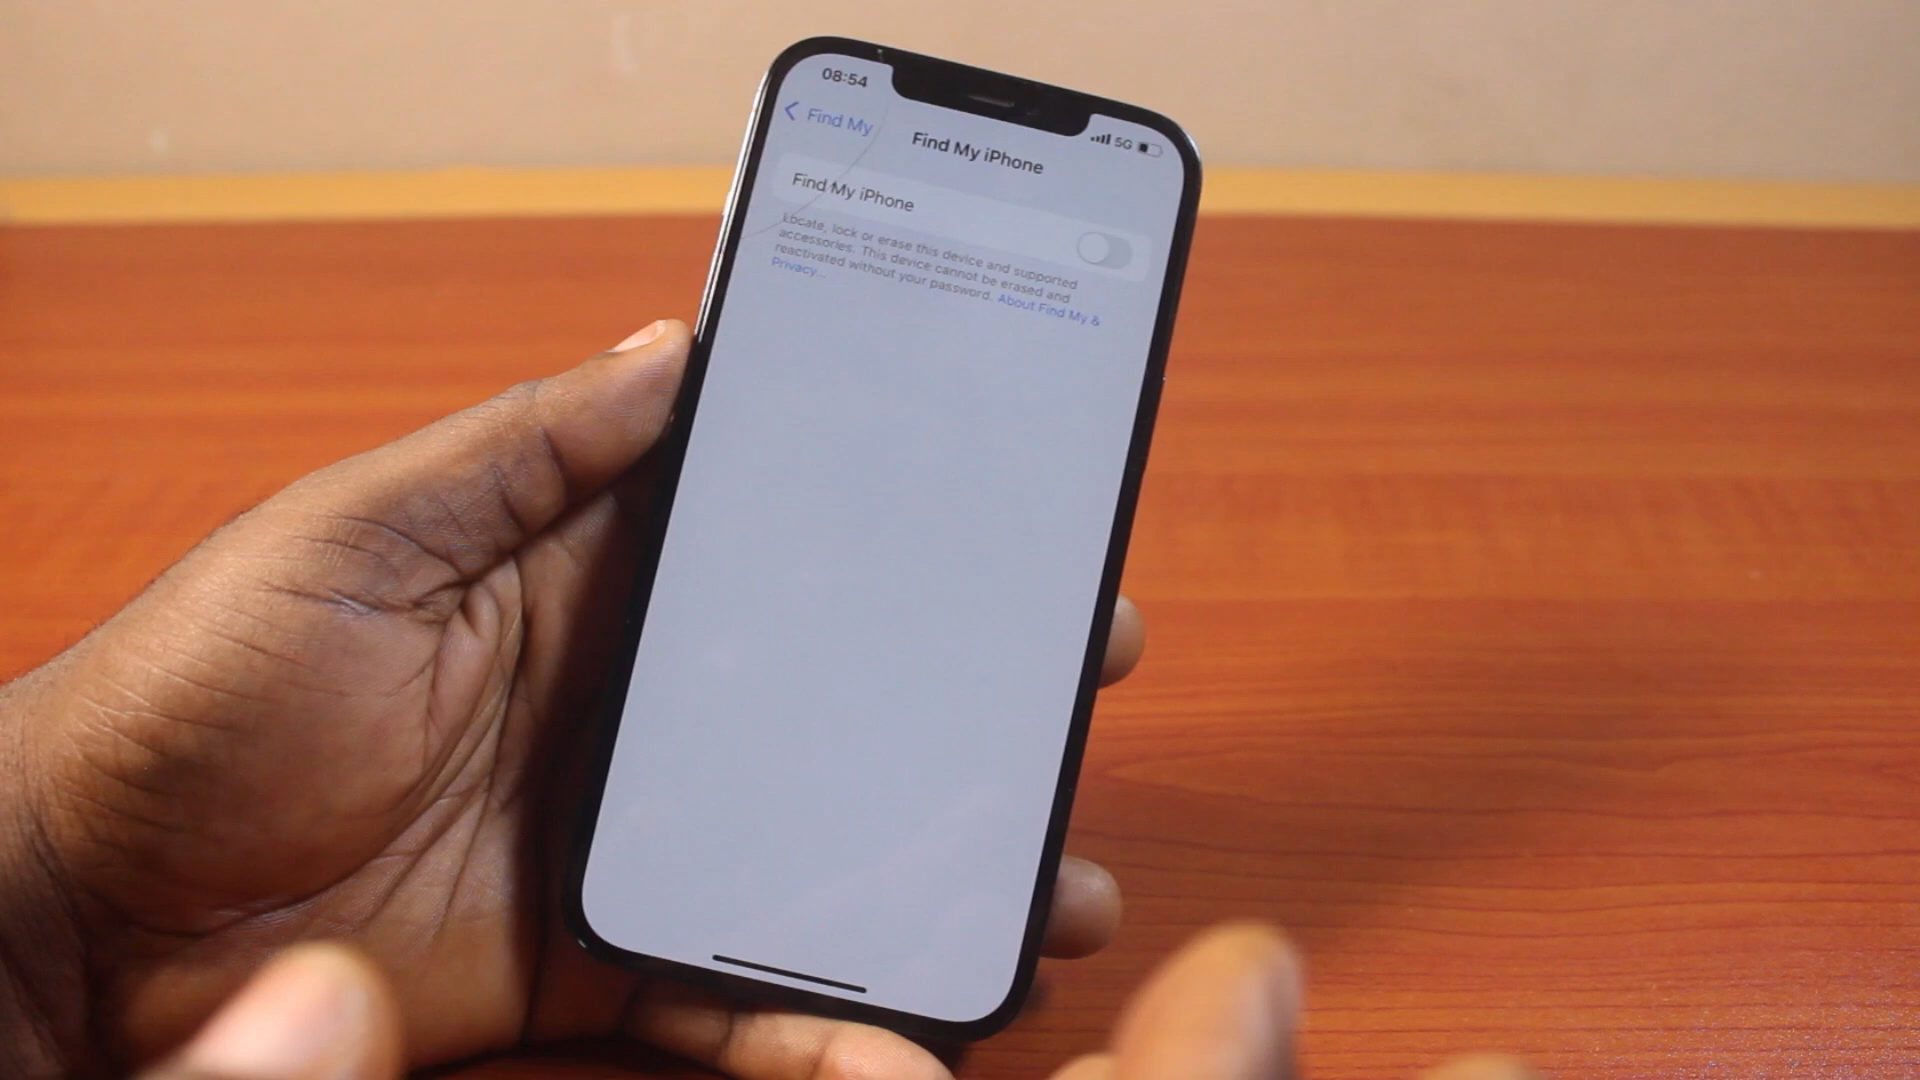 08:54
5G
Find My
Find My iPhone
Find My iPhone
Locate, lock or erase this device and supported
accessories. This device cannot be erased and
reactivated without your password. About Find My &
Privacy...